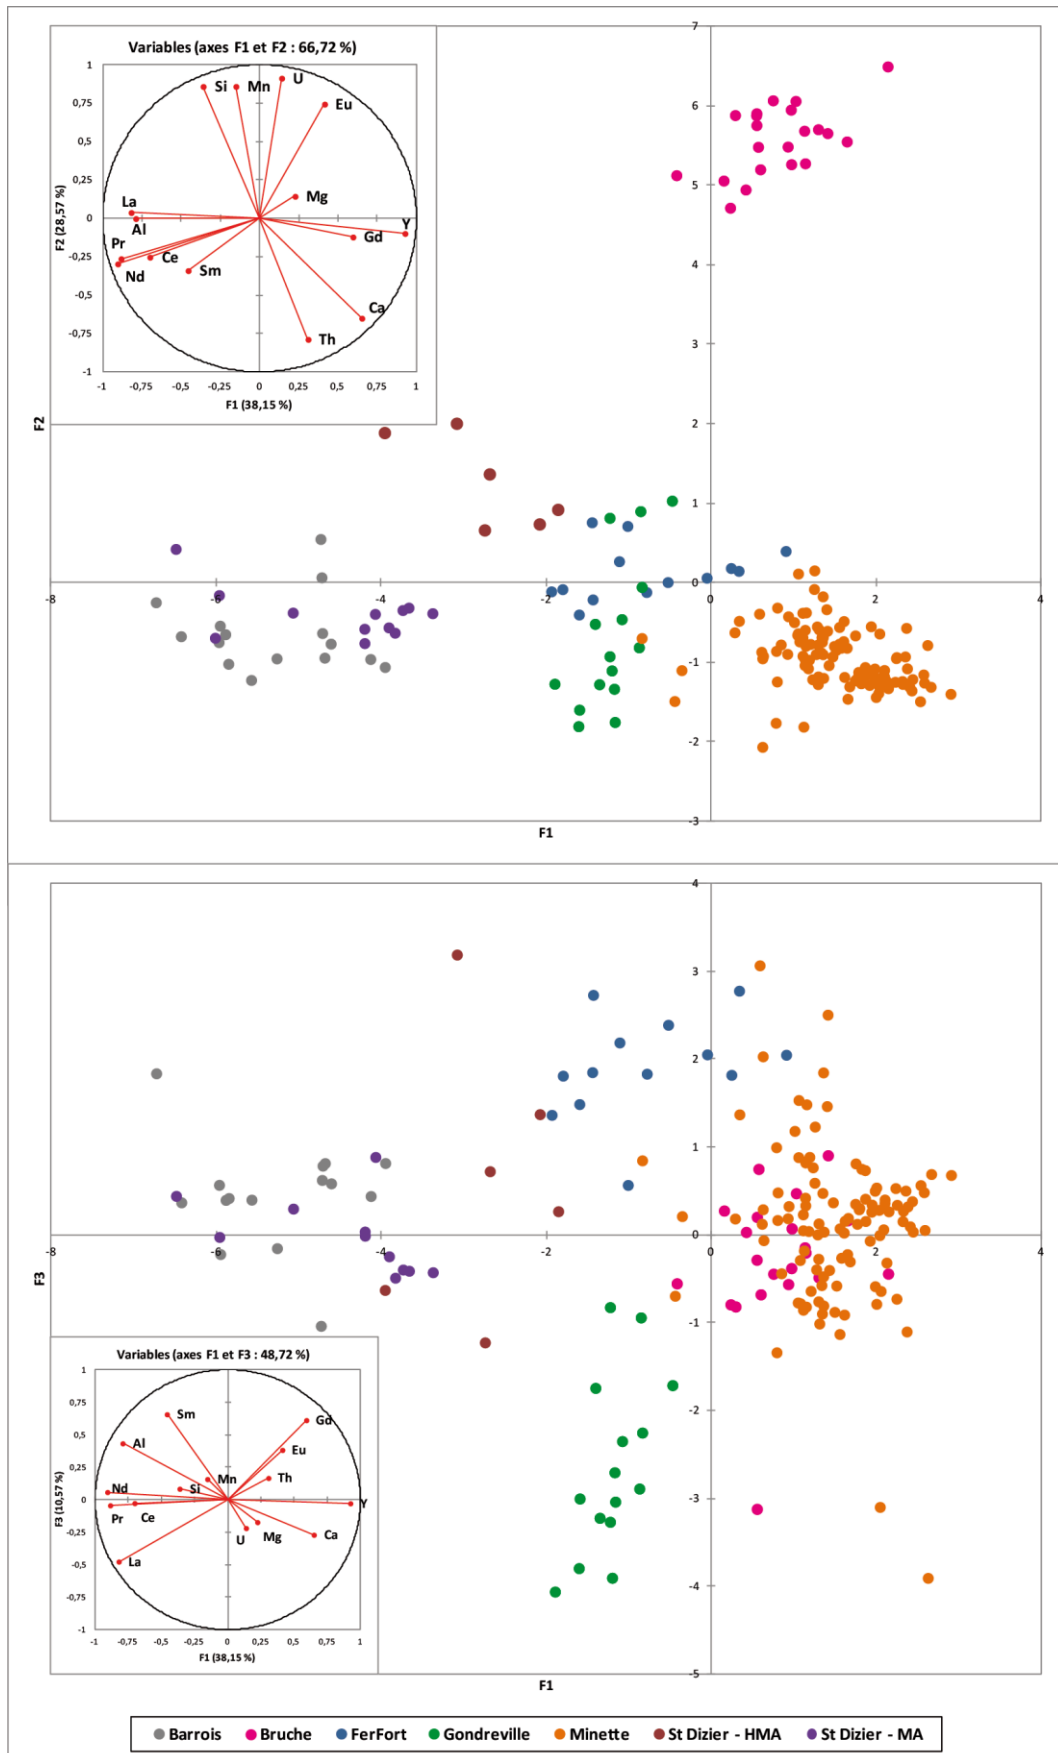 Variables (axes F1 et F2 : 66,72 %)
1
0,75
0,5
0,25
0
-0,25
-0,5
-0,75
-1
F2 (28,57 %)
Si
Mn
U
Eu
Mg
La
Al
Y
Gd
Pr
Ce
Nd
Sm
Ca
Th
-1 -0,75 -0,5 -0,25 0 0,25 0,5 0,75 1
F1 (38,15 %)
7
6
5
4
3
2
1
0
-1
-2
-3
F2
-8 -6 -4 -2 0 2 4
F1
4
3
2
1
0
-1
-2
-3
-4
-5
F3
-8 -6 -4 -2 0 2 4
Variables (axes F1 et F3 : 48,72 %)
1
0,75
0,5
0,25
0
-0,25
-0,5
-0,75
-1
F3 (10,57 %)
Sm
Gd
Al
Eu
Mn
Th
Nd
Si
Y
Pr
Ce
U
Mg
Ca
La
-1 -0,75 -0,5 -0,25 0 0,25 0,5 0,75 1
F1 (38,15 %)
F1
Barrois Bruche FerFort Gondreville Minette St Dizier - HMA St Dizier - MA